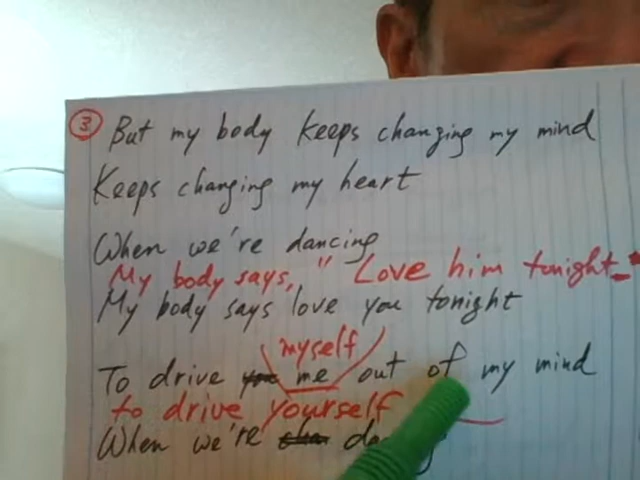 ③ But my body keeps changing my mind
Keeps changing my heart
When we're dancing
My body says, " Love him tonight
My body says love you tonight
myself
To drive you me out of my mind
to drive yourself
When we're